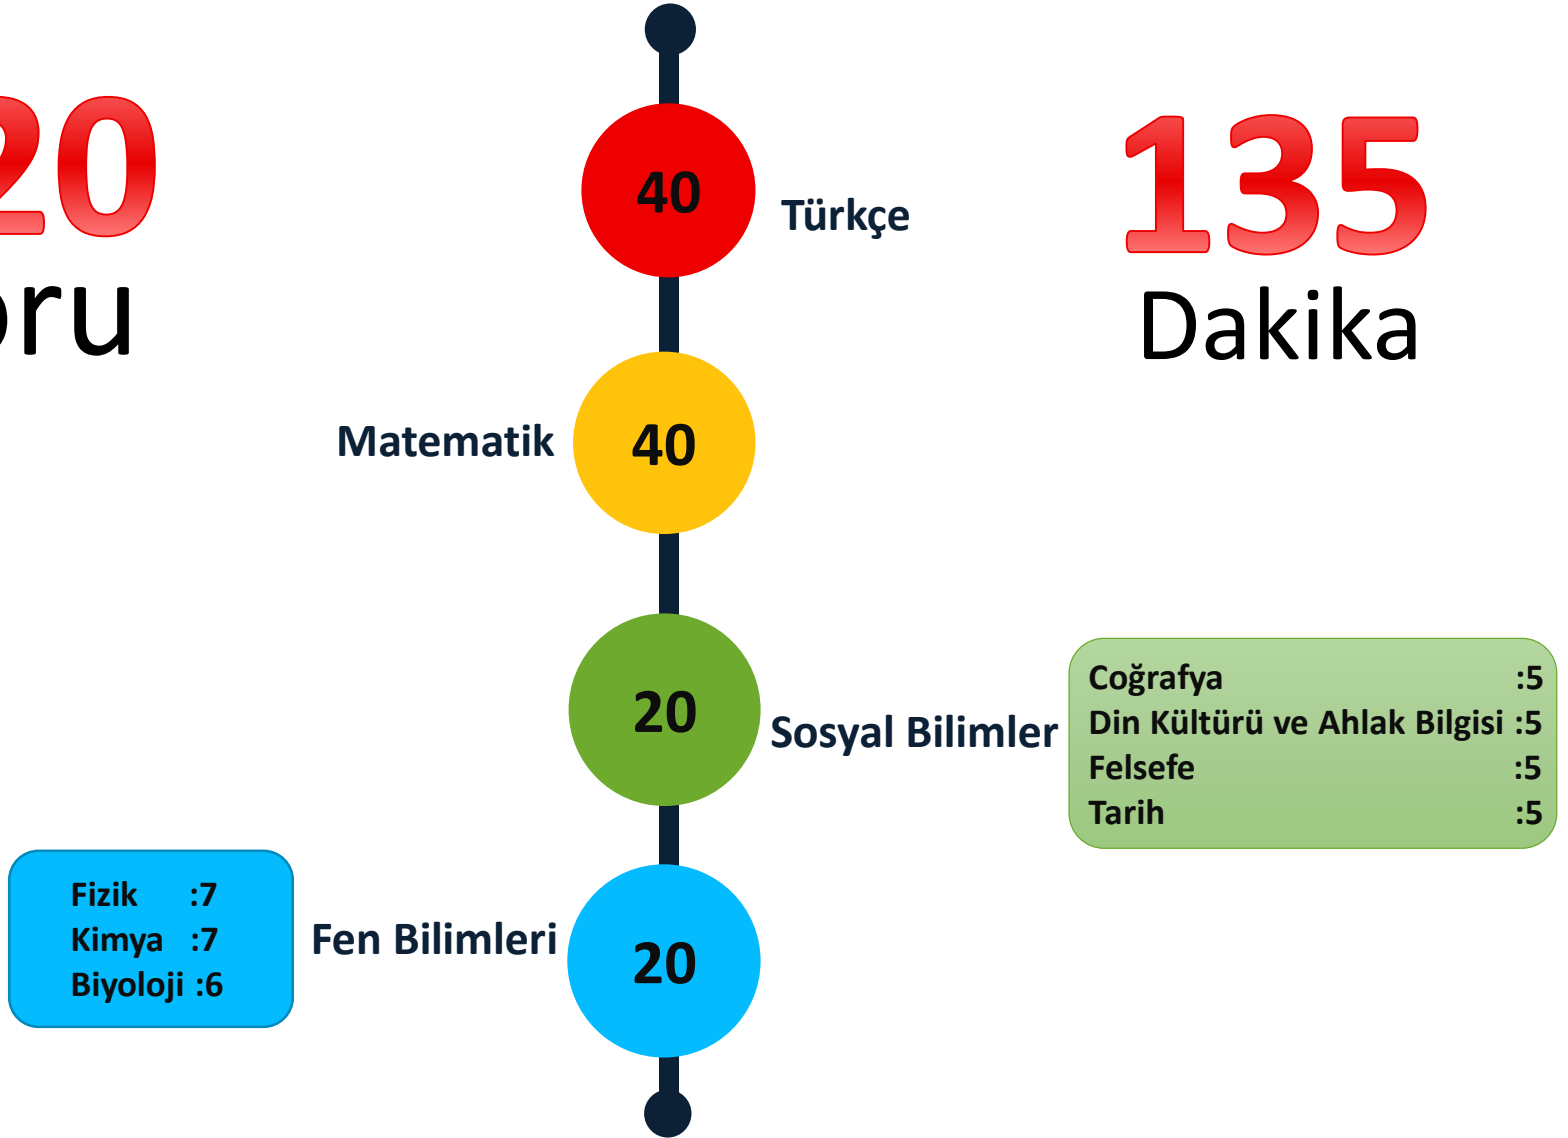 20
oru
40
Türkçe
135
Dakika
Matematik
40
20
Sosyal Bilimler
Coğrafya :5
Din Kültürü ve Ahlak Bilgisi :5
Felsefe :5
Tarih :5
Fizik :7
Kimya :7
Biyoloji :6
Fen Bilimleri
20